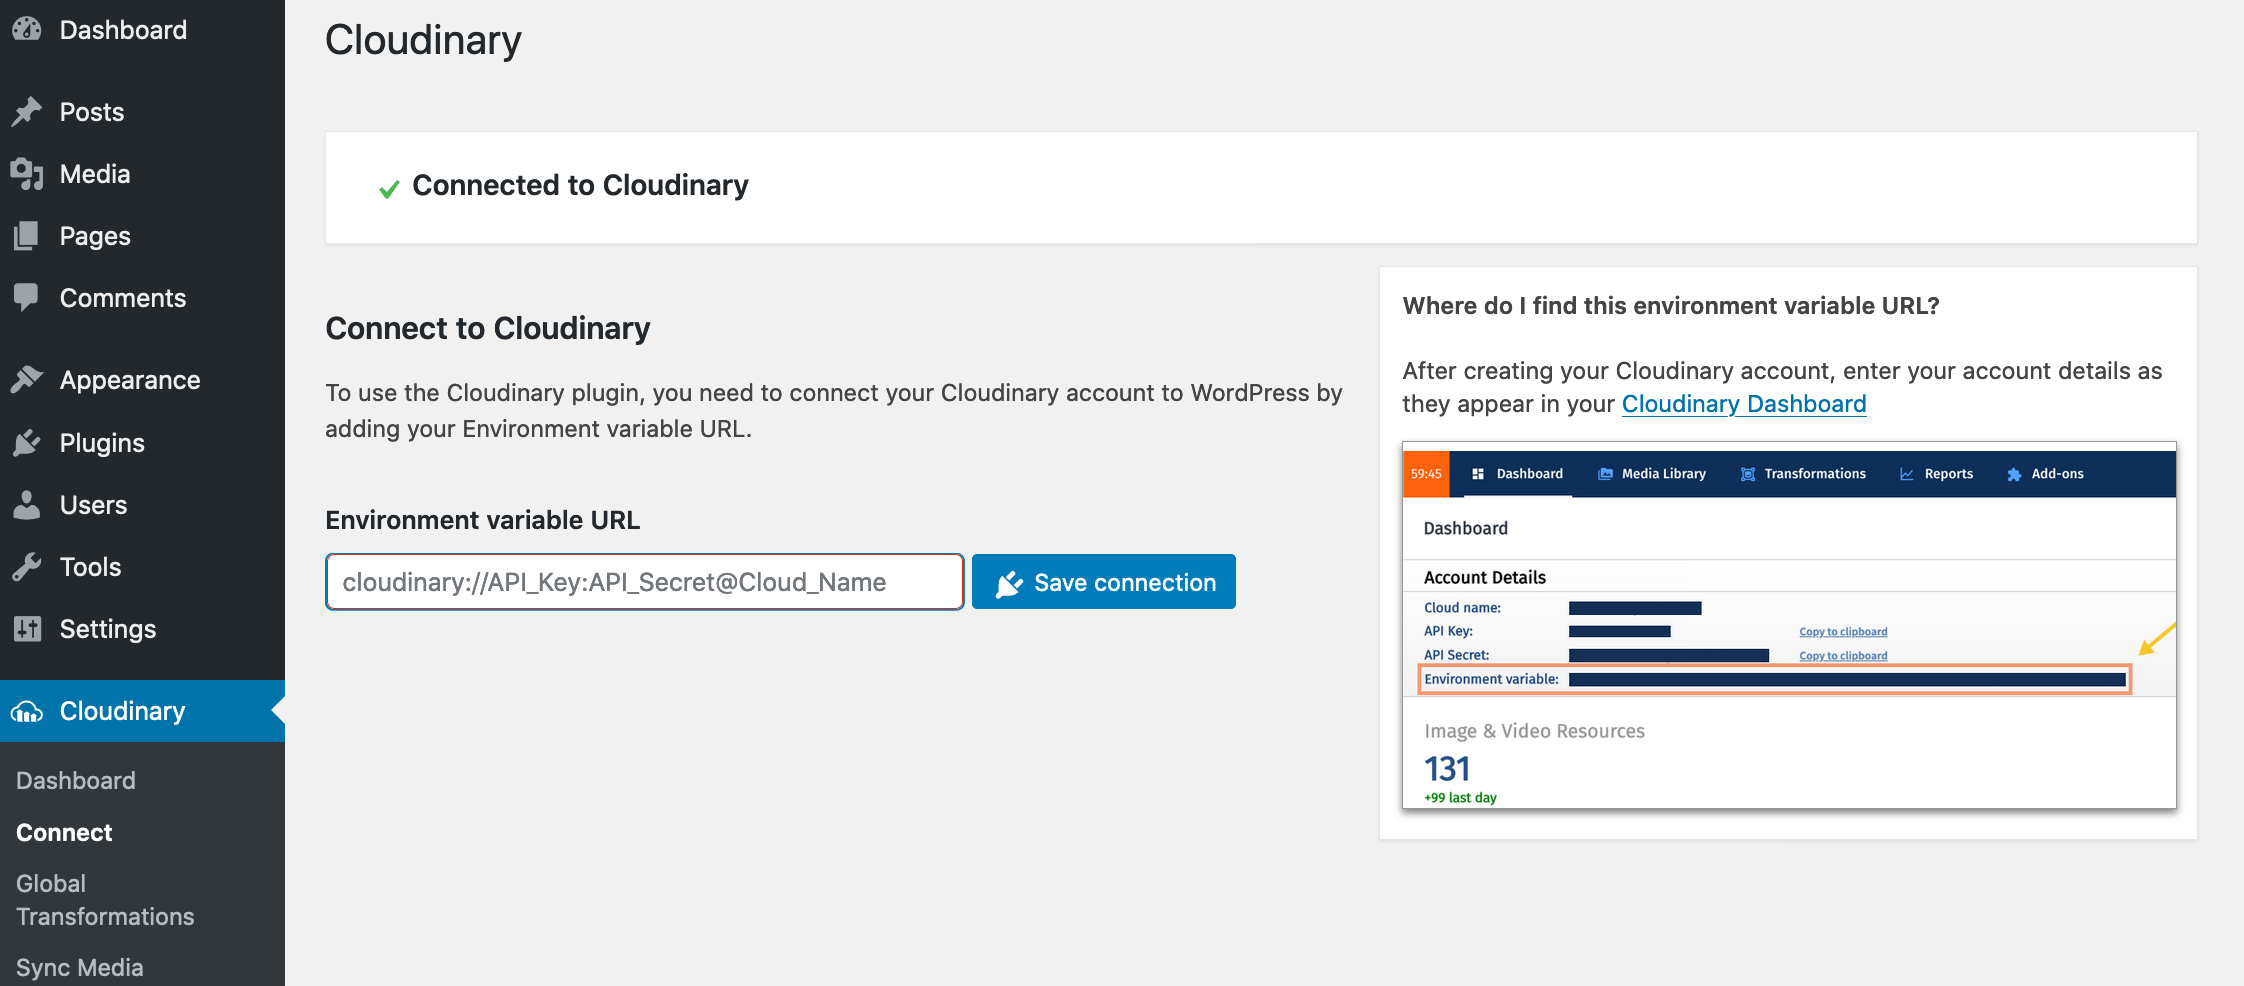 Dashboard
Posts
Media
Pages
Comments
Appearance
Plugins
Users
Tools
Settings
Cloudinary
Dashboard
Connect
Global
Transformations
Sync Media
Cloudinary
Connected to Cloudinary
Connect to Cloudinary
To use the Cloudinary plugin, you need to connect your Cloudinary account to WordPress by
adding your Environment variable URL.
Environment variable URL
cloudinary://API_Key:API_Secret@Cloud_Name
Save connection
Where do I find this environment variable URL?
After creating your Cloudinary account, enter your account details as
they appear in your Cloudinary Dashboard
59:45 Dashboard Media Library Transformations Reports Add-ons
Dashboard
Account Details
Cloud name:
API Key: Copy to clipboard
API Secret: Copy to clipboard
Environment variable:
Image & Video Resources
131
+99 last day